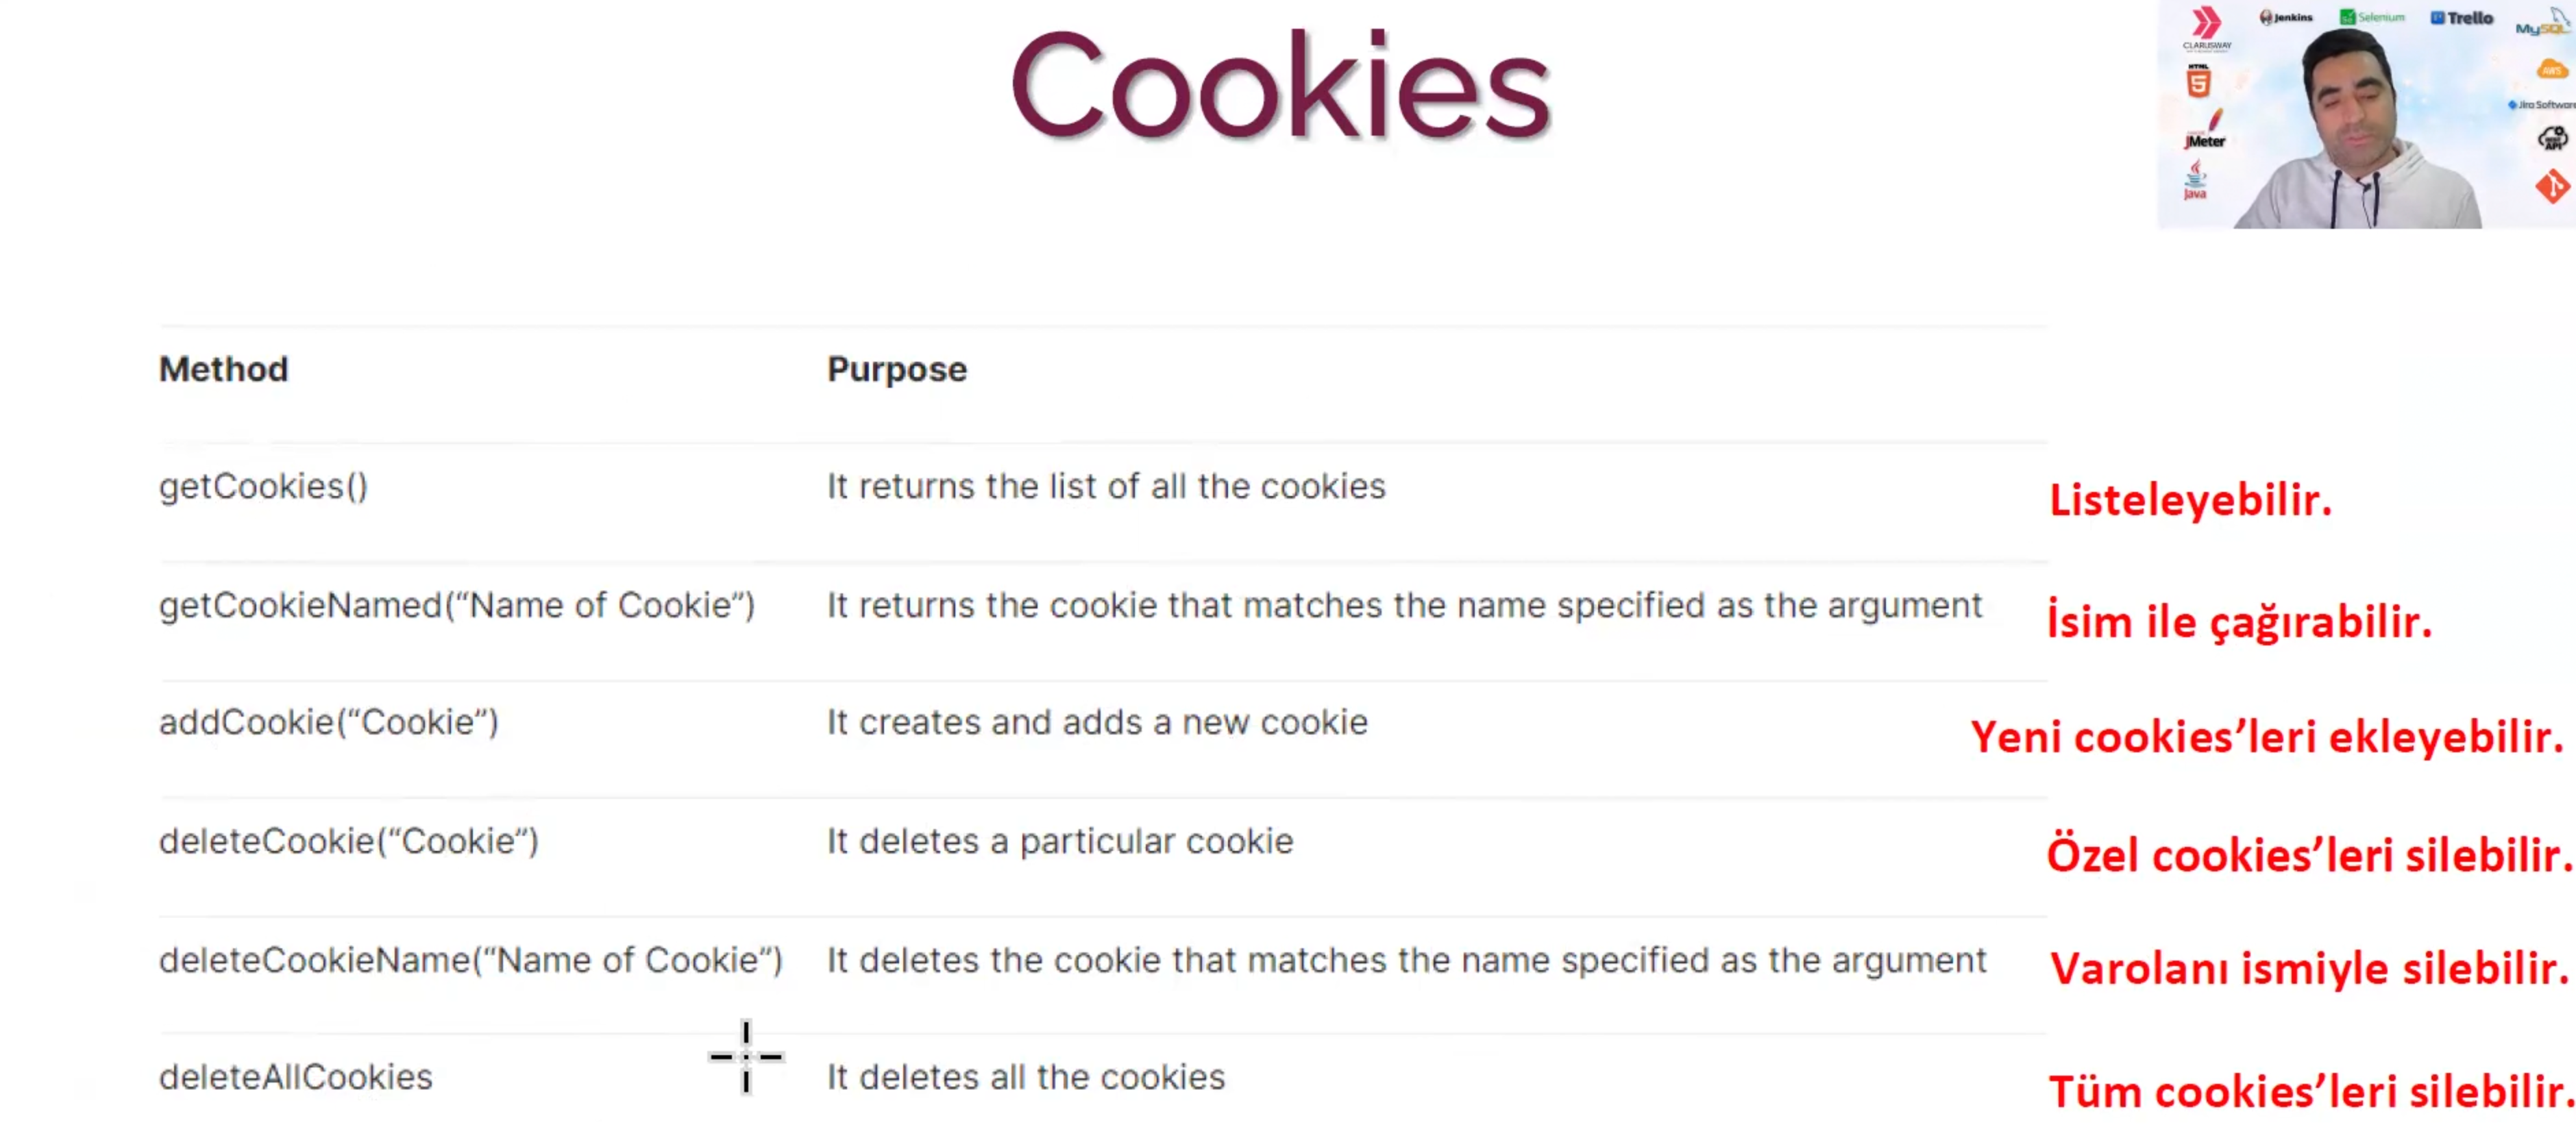 Cookies
CLARUSWAY
Jenkins
Selenium
Trello
MySQL
HTML
5
AWS
Jira Software
JMeter
API
Java
Method Purpose
getCookies() It returns the list of all the cookies Listeleyebilir.
getCookieNamed(“Name of Cookie”) It returns the cookie that matches the name specified as the argument İsim ile çağırabilir.
addCookie(“Cookie”) It creates and adds a new cookie Yeni cookies’leri ekleyebilir.
deleteCookie(“Cookie”) It deletes a particular cookie Özel cookies’leri silebilir.
deleteCookieName(“Name of Cookie”) It deletes the cookie that matches the name specified as the argument Varolanı ismiyle silebilir.
deleteAllCookies It deletes all the cookies Tüm cookies’leri silebilir.